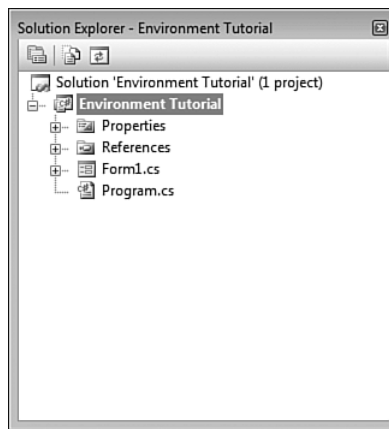 Solution Explorer - Environment Tutorial
Solution 'Environment Tutorial' (1 project)
Environment Tutorial
Properties
References
Form1.cs
Program.cs